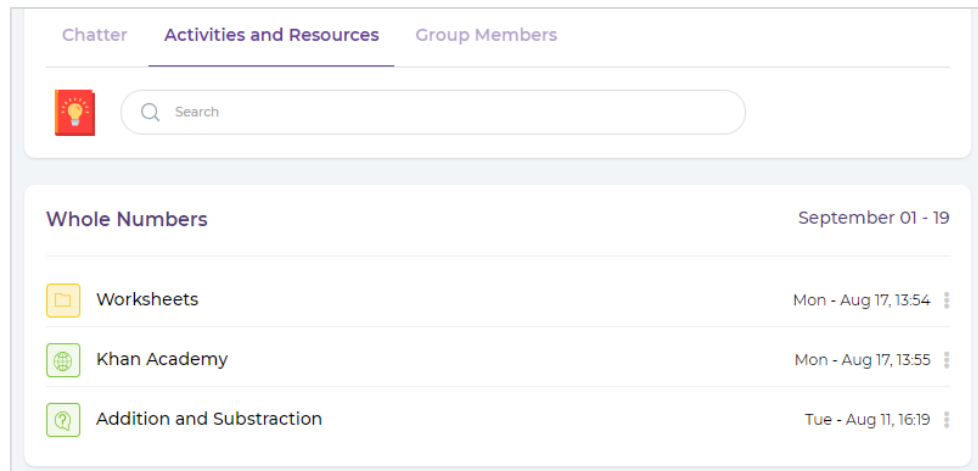 Chatter Activities and Resources Group Members
Search
Whole Numbers September 01 - 19
Worksheets Mon - Aug 17, 13:54
Khan Academy Mon - Aug 17, 13:55
Addition and Substraction Tue - Aug 11, 16:19